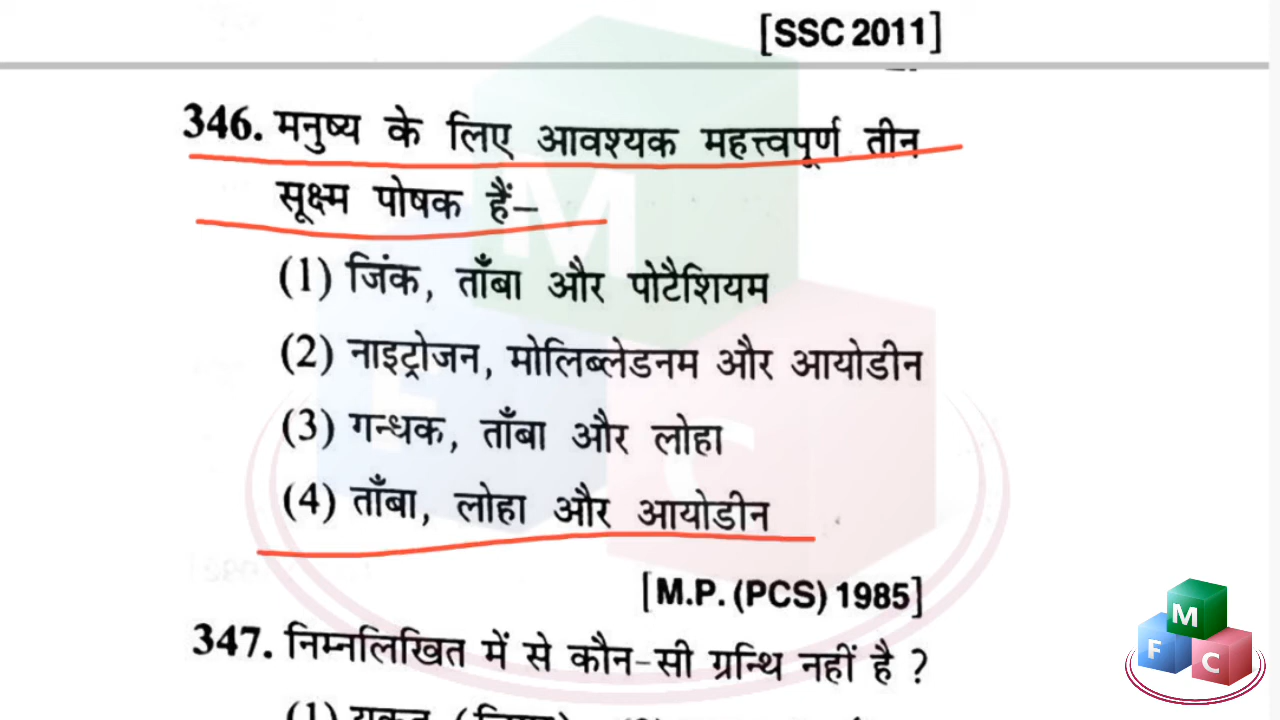 [SSC 2011]
346. मनुष्य के लिए आवश्यक महत्त्वपूर्ण तीन
सूक्ष्म पोषक हैं–
(1) जिंक, ताँबा और पोटैशियम
(2) नाइट्रोजन, मोलिब्लेडनम और आयोडीन
(3) गन्धक, ताँबा और लोहा
(4) ताँबा, लोहा और आयोडीन
[M.P. (PCS) 1985]
347. निम्नलिखित में से कौन-सी ग्रन्थि नहीं है ?
M
F
C